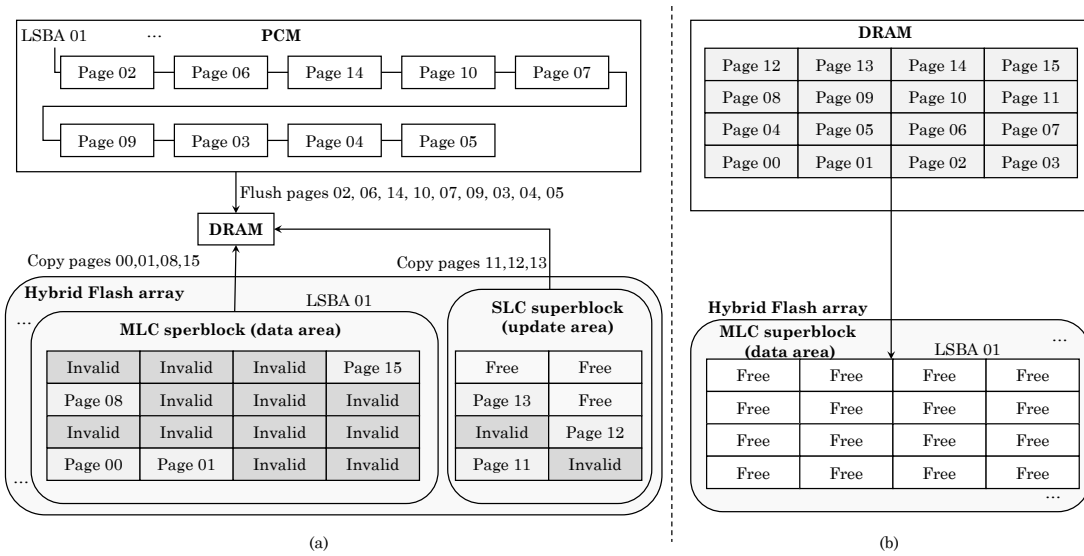 LSBA 01 ... PCM
Page 02 Page 06 Page 14 Page 10 Page 07
Page 09 Page 03 Page 04 Page 05
Flush pages 02, 06, 14, 10, 07, 09, 03, 04, 05
DRAM
Copy pages 00,01,08,15
Copy pages 11,12,13
Hybrid Flash array
LSBA 01
...
MLC sperblock (data area)
Invalid Invalid Invalid Page 15
Page 08 Invalid Invalid Invalid
Invalid Invalid Invalid Invalid
Page 00 Page 01 Invalid Invalid
...
SLC superblock
(update area)
Free Free
Page 13 Free
Invalid Page 12
Page 11 Invalid
(a)
DRAM
Page 12 Page 13 Page 14 Page 15
Page 08 Page 09 Page 10 Page 11
Page 04 Page 05 Page 06 Page 07
Page 00 Page 01 Page 02 Page 03
Hybrid Flash array
MLC superblock
(data area)
LSBA 01
...
Free Free Free Free
Free Free Free Free
Free Free Free Free
Free Free Free Free
...
(b)